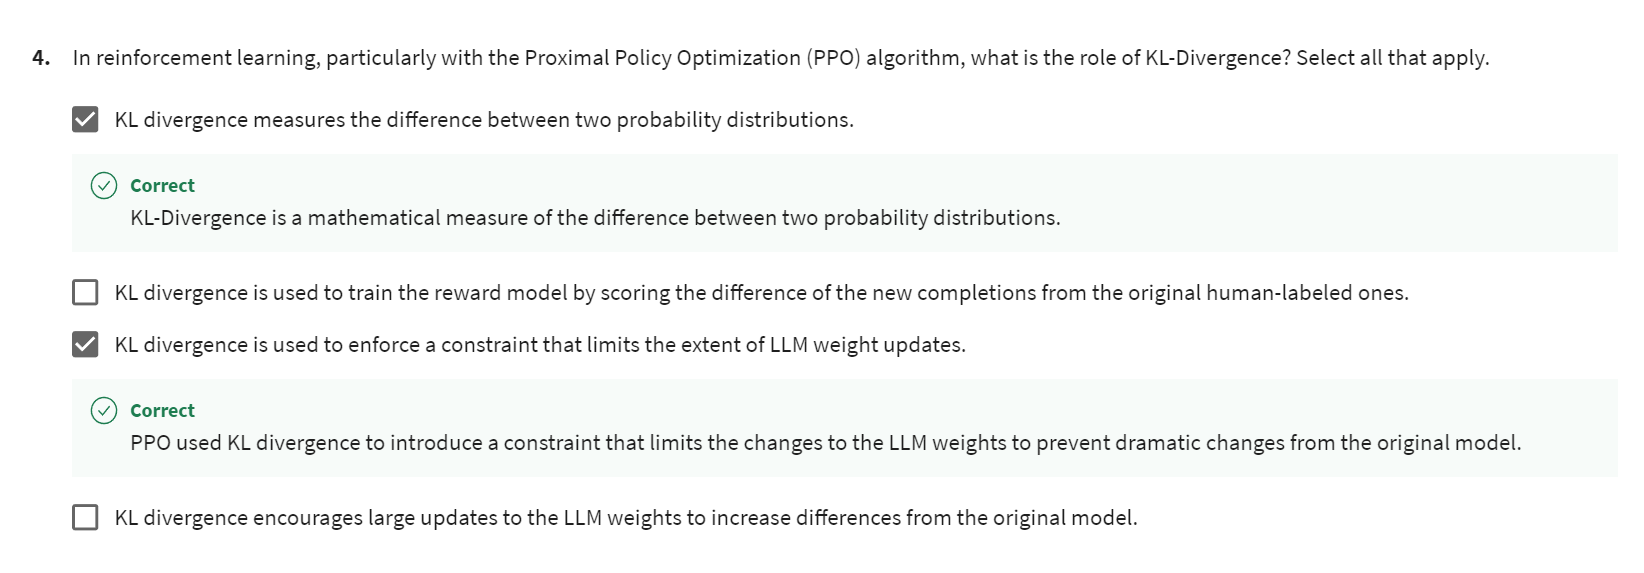 4. In reinforcement learning, particularly with the Proximal Policy Optimization (PPO) algorithm, what is the role of KL-Divergence? Select all that apply.
KL divergence measures the difference between two probability distributions.
Correct
KL-Divergence is a mathematical measure of the difference between two probability distributions.
KL divergence is used to train the reward model by scoring the difference of the new completions from the original human-labeled ones.
KL divergence is used to enforce a constraint that limits the extent of LLM weight updates.
Correct
PPO used KL divergence to introduce a constraint that limits the changes to the LLM weights to prevent dramatic changes from the original model.
KL divergence encourages large updates to the LLM weights to increase differences from the original model.